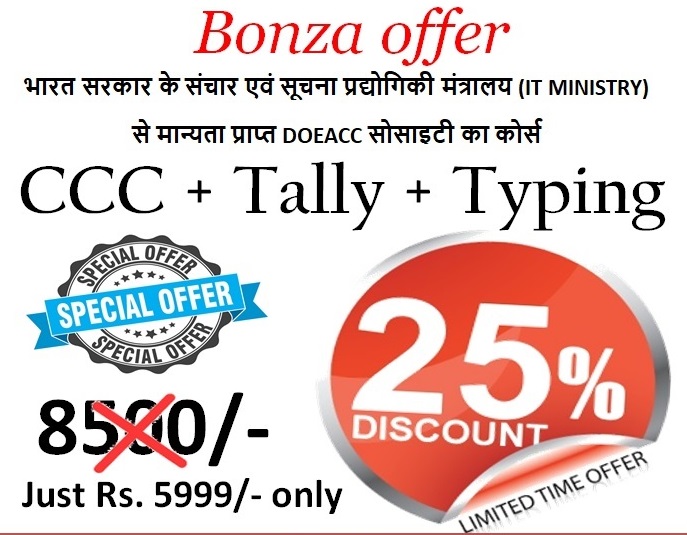 Bonza offer
भारत सरकार के संचार एवं सूचना प्रद्योगिकी मंत्रालय (IT MINISTRY)
से मान्यता प्राप्त DOEACC सोसाइटी का कोर्स
CCC + Tally + Typing
SPECIAL OFFER
SPECIAL OFFER
SPECIAL OFFER
25%
DISCOUNT
LIMITED TIME OFFER
8500/-
Just Rs. 5999/- only